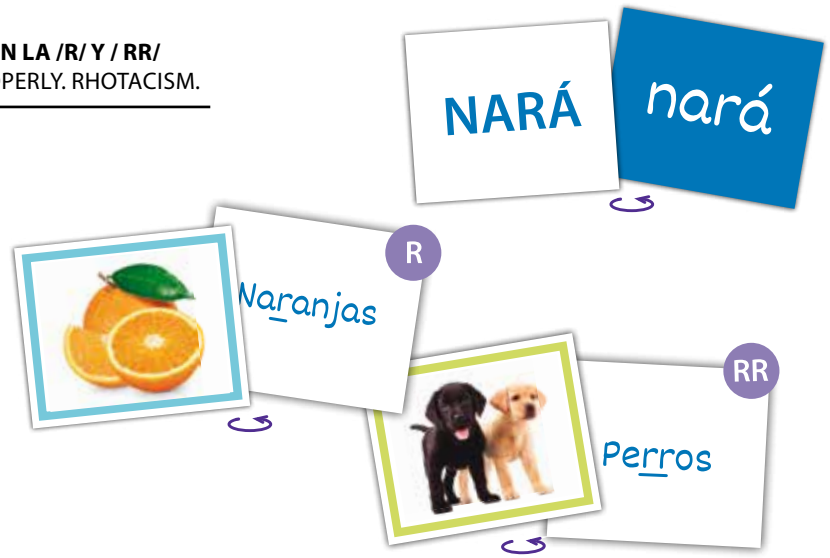 N LA /R/ Y / RR/
PERLY. RHOTACISM.
NARÁ
nará
R
Naranjas
RR
Perros